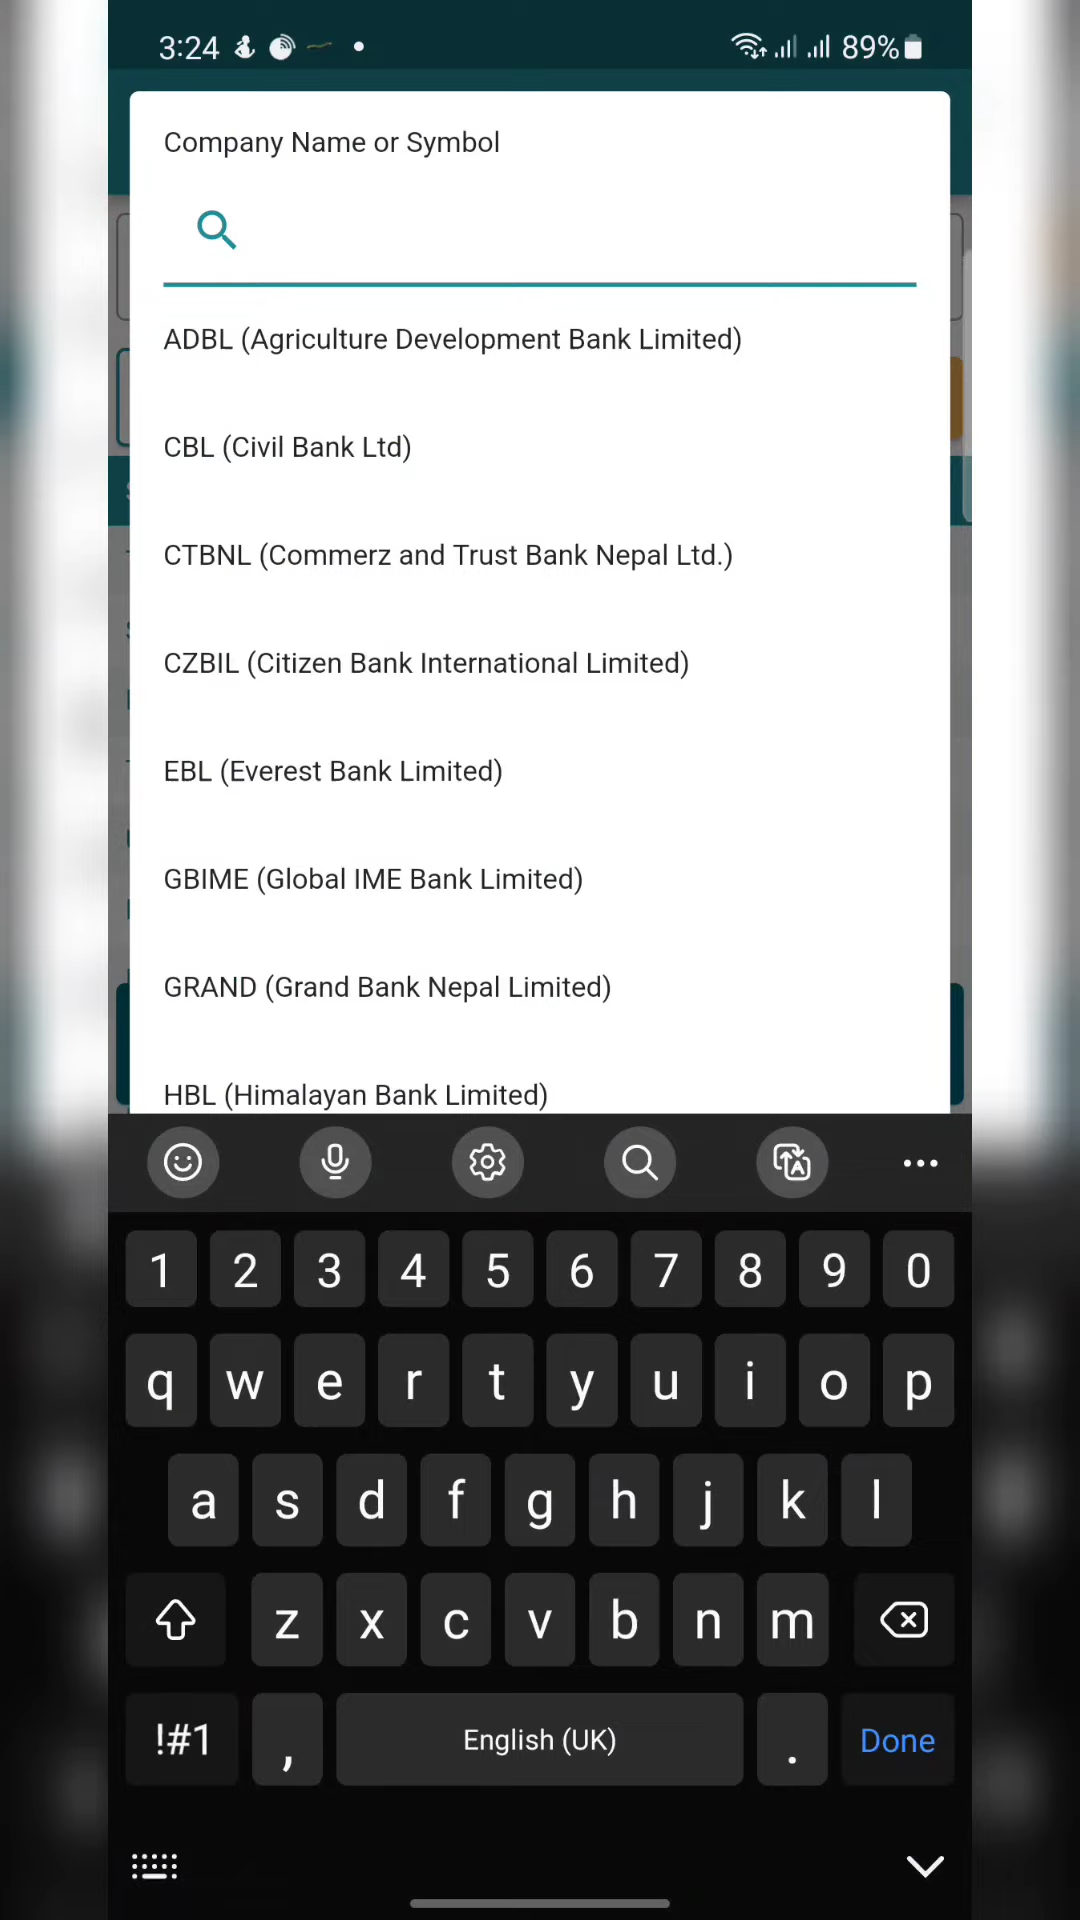 3:24
89%
Company Name or Symbol
ADBL (Agriculture Development Bank Limited)
CBL (Civil Bank Ltd)
CTBNL (Commerz and Trust Bank Nepal Ltd.)
CZBIL (Citizen Bank International Limited)
EBL (Everest Bank Limited)
GBIME (Global IME Bank Limited)
GRAND (Grand Bank Nepal Limited)
HBL (Himalayan Bank Limited)
1 2 3 4 5 6 7 8 9 0
q w e r t y u i o p
a s d f g h j k l
z x c v b n m
!#1 , English (UK) . Done